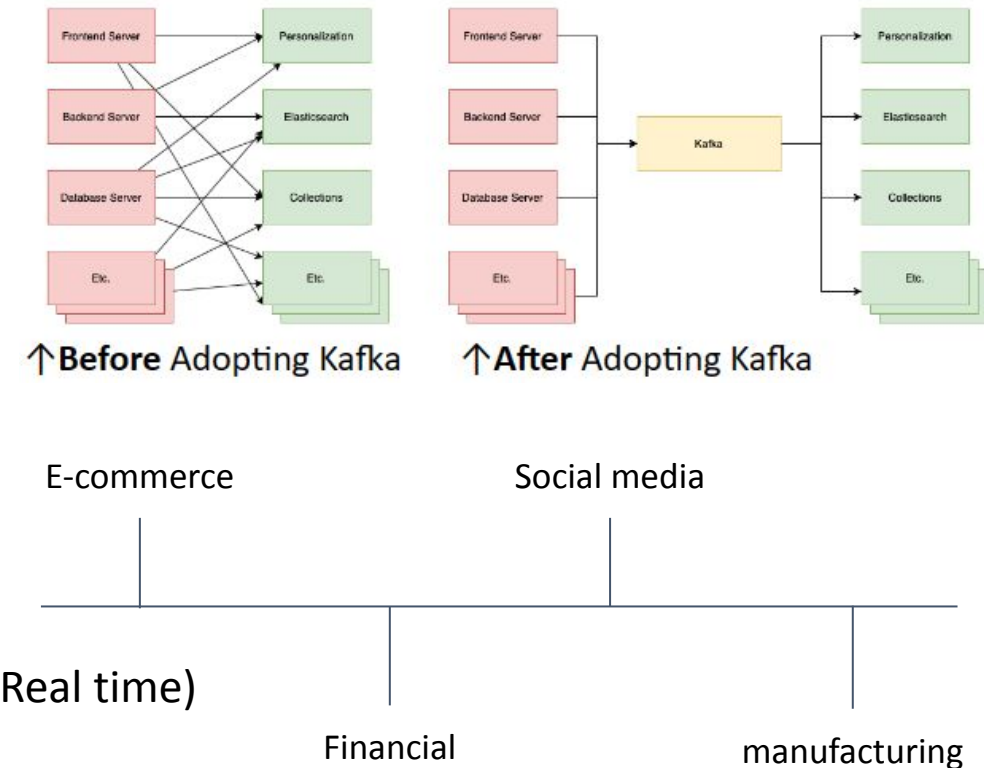 Frontend Server
Personalization
Backend Server
Elasticsearch
Database Server
Collections
Etc.
Etc.
↑Before Adopting Kafka
Frontend Server
Personalization
Backend Server
Elasticsearch
Kafka
Database Server
Collections
Etc.
Etc.
↑After Adopting Kafka
E-commerce
Social media
Real time)
Financial
manufacturing